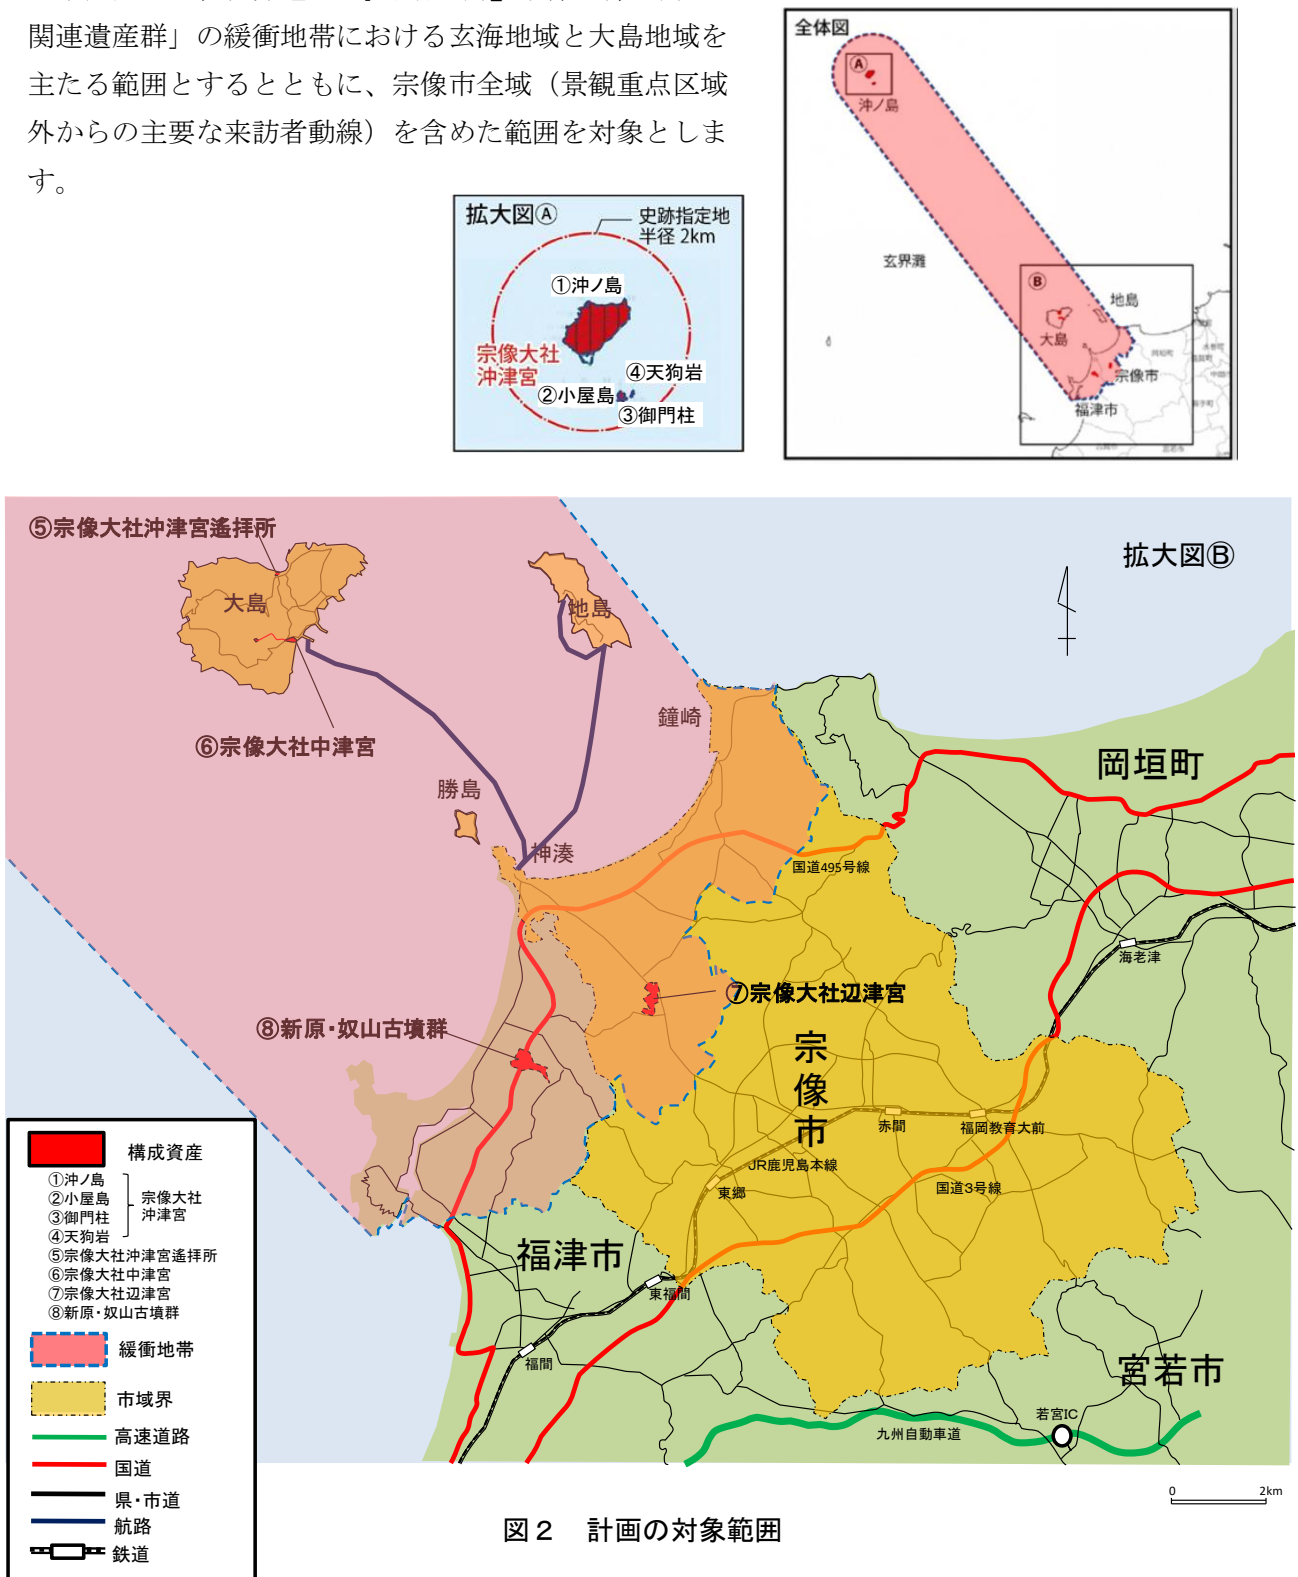 関連遺産群」の緩衝地帯における玄海地域と大島地域を
主たる範囲とするとともに、宗像市全域（景観重点区域
外からの主要な来訪者動線）を含めた範囲を対象としま
す。
全体図
Ⓐ
沖ノ島
玄界灘
Ⓑ
地島
大島
宗像市
福津市
拡大図Ⓐ
史跡指定地
半径 2km
①沖ノ島
宗像大社
沖津宮
④天狗岩
②小屋島
③御門柱
拡大図Ⓑ
⑤宗像大社沖津宮遙拝所
大島
地島
⑥宗像大社中津宮
鐘崎
勝島
神湊
岡垣町
国道495号線
海老津
⑦宗像大社辺津宮
⑧新原・奴山古墳群
宗像市
赤間
福岡教育大前
JR鹿児島本線
東郷
国道3号線
福津市
東福間
福間
宮若市
若宮IC
九州自動車道
構成資産
①沖ノ島
②小屋島
③御門柱
④天狗岩
宗像大社
沖津宮
⑤宗像大社沖津宮遙拝所
⑥宗像大社中津宮
⑦宗像大社辺津宮
⑧新原・奴山古墳群
緩衝地帯
市域界
高速道路
国道
県・市道
航路
鉄道
0 2km
図２ 計画の対象範囲